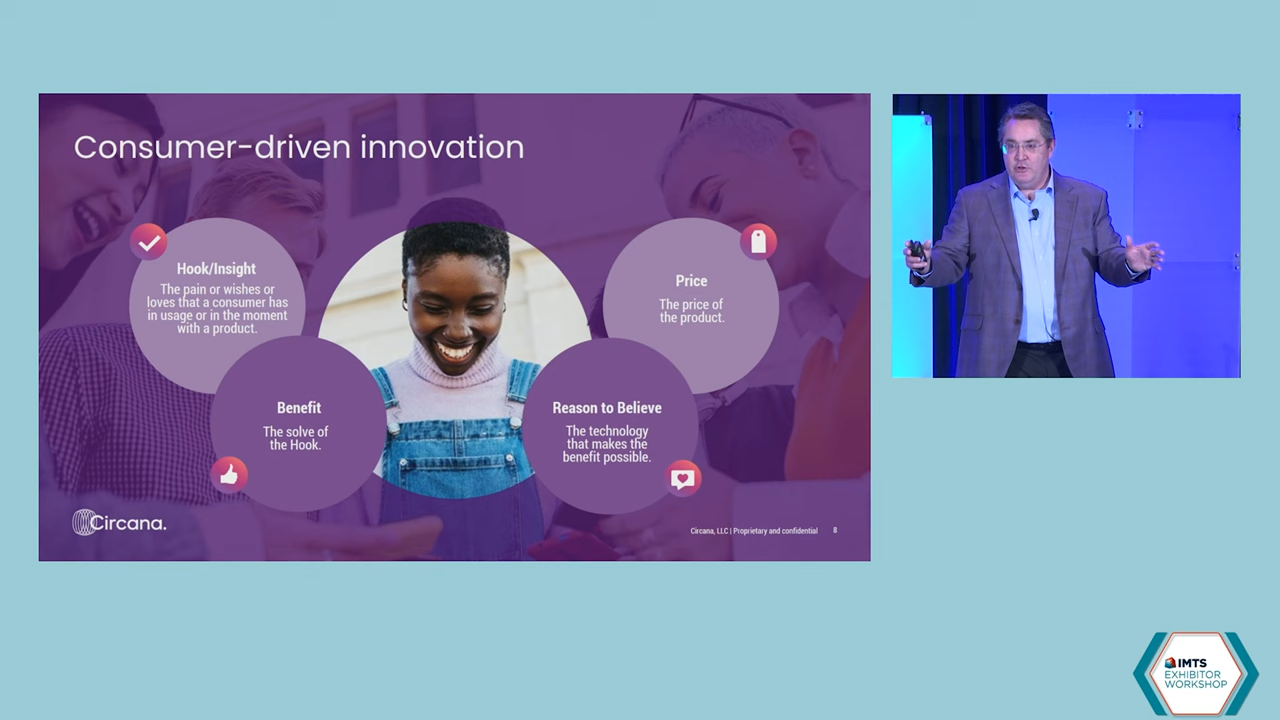 Consumer-driven innovation
Hook/Insight
The pain or wishes or
loves that a consumer has
in usage or in the moment
with a product.
Benefit
The solve of
the Hook.
Reason to Believe
The technology
that makes the
benefit possible.
Price
The price of
the product.
Circana.
Circana, LLC | Proprietary and confidential 8
IMTS
EXHIBITOR
WORKSHOP